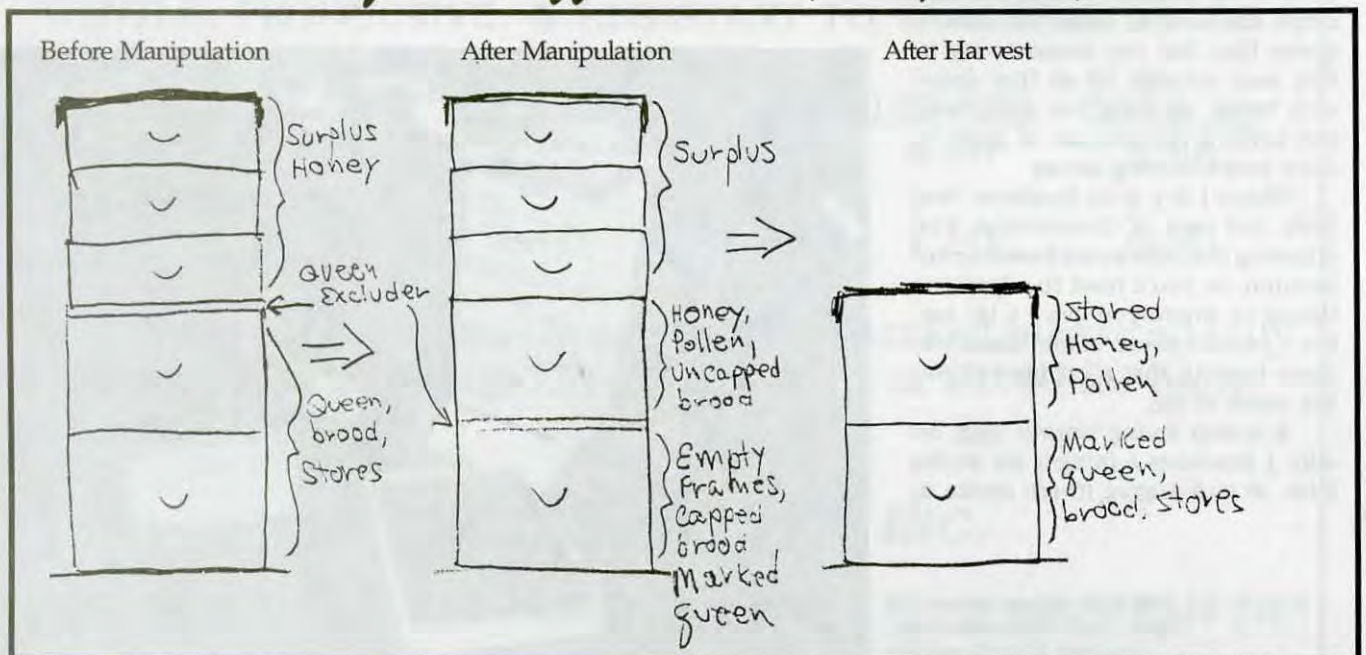 Before Manipulation
Surplus
Honey
Queen
Excluder
Queen,
brood,
Stores
After Manipulation
Surplus
Honey,
Pollen,
Uncapped
brood
Empty
Frames,
Capped
brood
Marked
queen
After Harvest
Stored
Honey,
Pollen
Marked
queen,
brood, stores